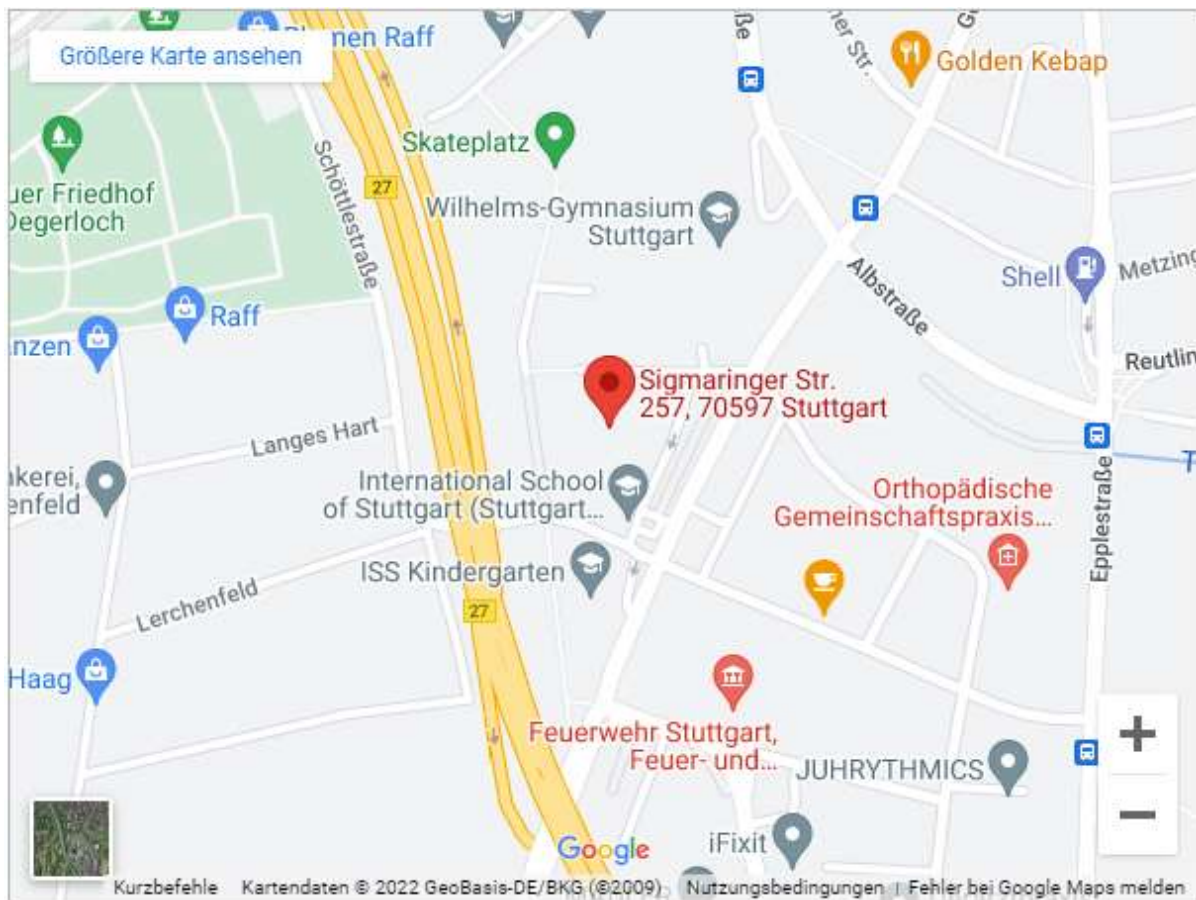 Blumen Raff
Größere Karte ansehen
Golden Kebap
Skateplatz
Schöttlestraße
27
Wilhelms-Gymnasium
Stuttgart
Degerloch
Friedhof
Albstraße
Shell
Raff
Reutlin
Metzing
Sigmaringer Str.
257, 70597 Stuttgart
Langes Hart
International School
of Stuttgart (Stuttgart...
Orthopädische
Gemeinschaftspraxis...
Epplestraße
ISS Kindergarten
Lerchenfeld
27
Haag
Feuerwehr Stuttgart,
Feuer- und...
JUHRYTHMICS
iFixit
Google
Kurzbefehle Kartendaten © 2022 GeoBasis-DE/BKG (©2009) Nutzungsbedingungen Fehler bei Google Maps melden